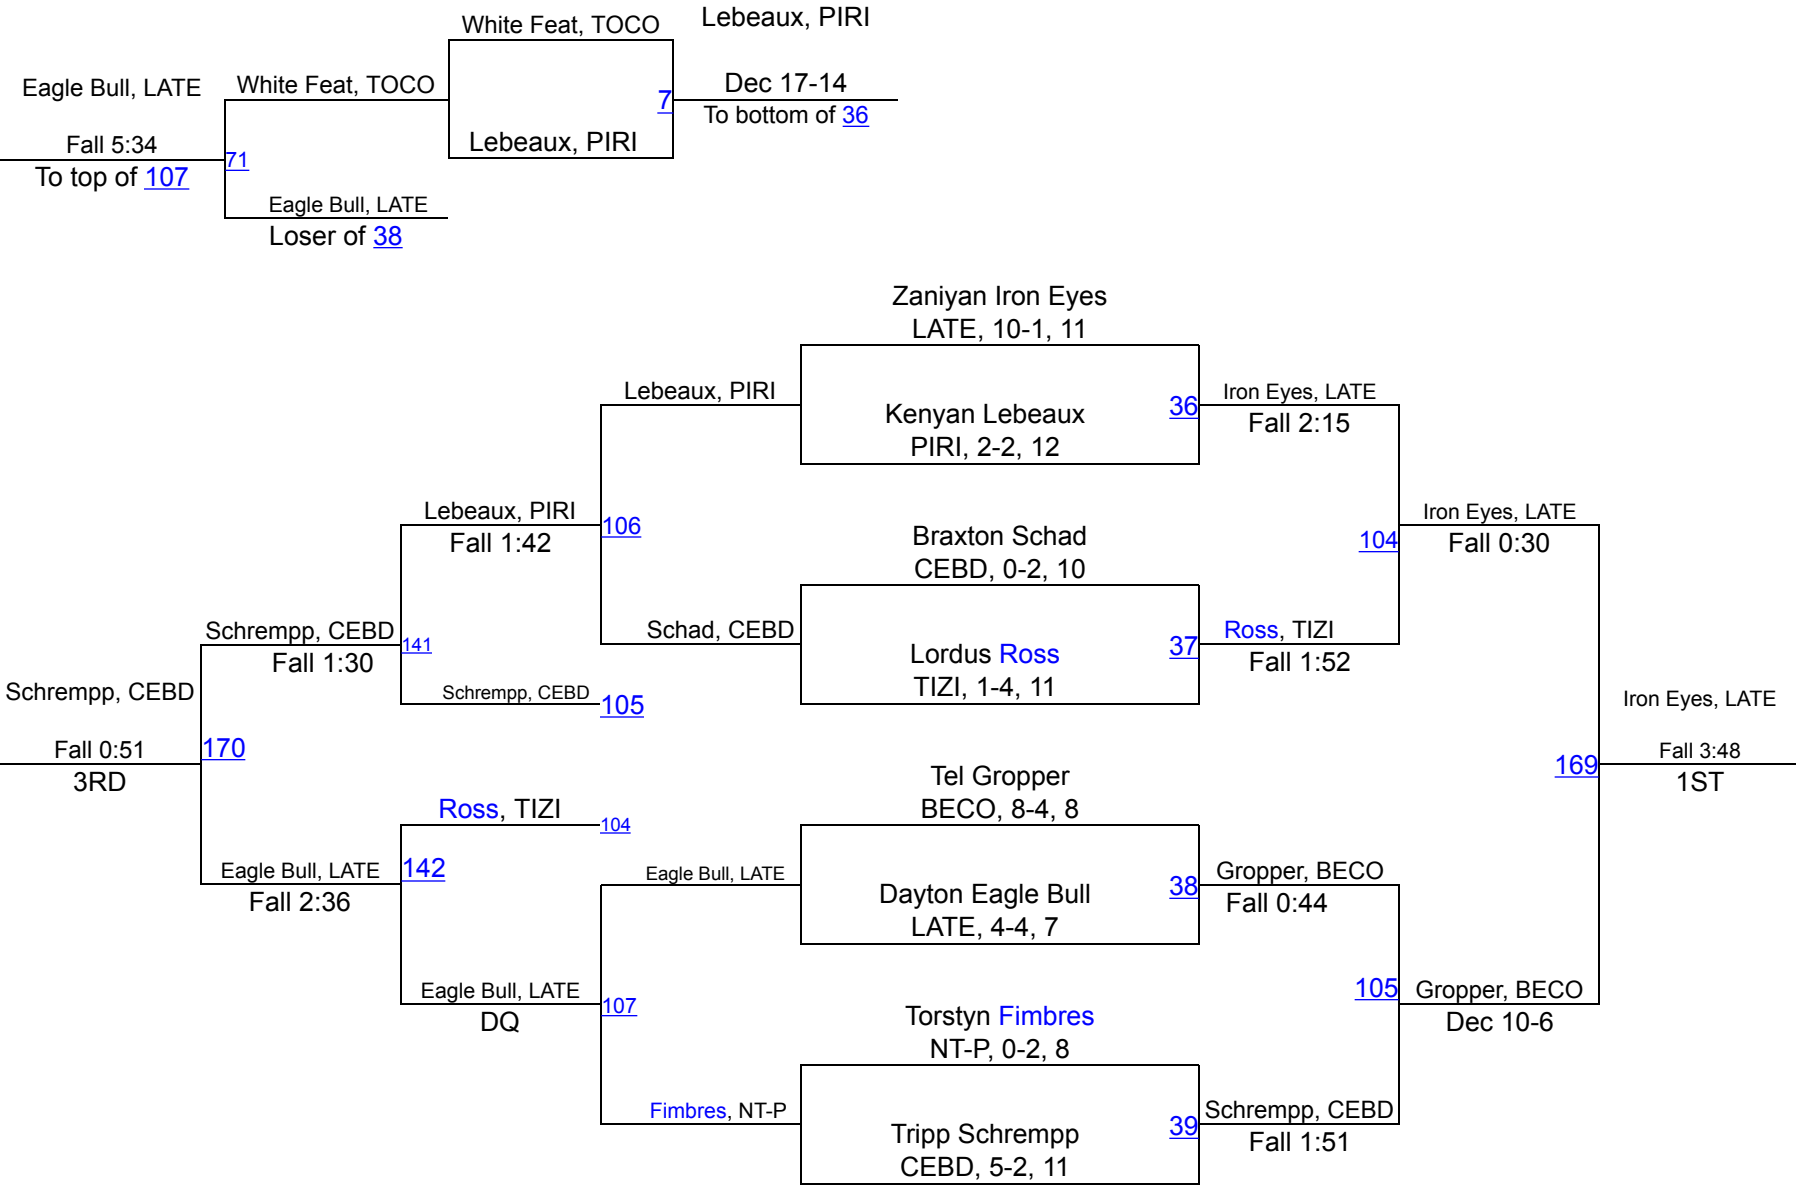 White Feat, TOCO
Lebeaux, PIRI
Eagle Bull, LATE
White Feat, TOCO
7
Dec 17-14
To bottom of 36
Lebeaux, PIRI
Fall 5:34
71
To top of 107
Eagle Bull, LATE
Loser of 38
Zaniyan Iron Eyes
LATE, 10-1, 11
Lebeaux, PIRI
Kenyan Lebeaux
PIRI, 2-2, 12
36
Iron Eyes, LATE
Fall 2:15
Lebeaux, PIRI
Fall 1:42
106
Braxton Schad
CEBD, 0-2, 10
104
Iron Eyes, LATE
Fall 0:30
Schrempp, CEBD
Fall 1:30
141
Schad, CEBD
Lordus Ross
TIZI, 1-4, 11
37
Ross, TIZI
Fall 1:52
Schrempp, CEBD
Schrempp, CEBD
105
Iron Eyes, LATE
Fall 0:51
3RD
170
169
Fall 3:48
1ST
Ross, TIZI
104
Tel Gropper
BECO, 8-4, 8
Eagle Bull, LATE
Fall 2:36
142
Eagle Bull, LATE
Dayton Eagle Bull
LATE, 4-4, 7
38
Gropper, BECO
Fall 0:44
Eagle Bull, LATE
DQ
107
Torstyn Fimbres
NT-P, 0-2, 8
105
Gropper, BECO
Dec 10-6
Fimbres, NT-P
Tripp Schrempp
CEBD, 5-2, 11
39
Schrempp, CEBD
Fall 1:51